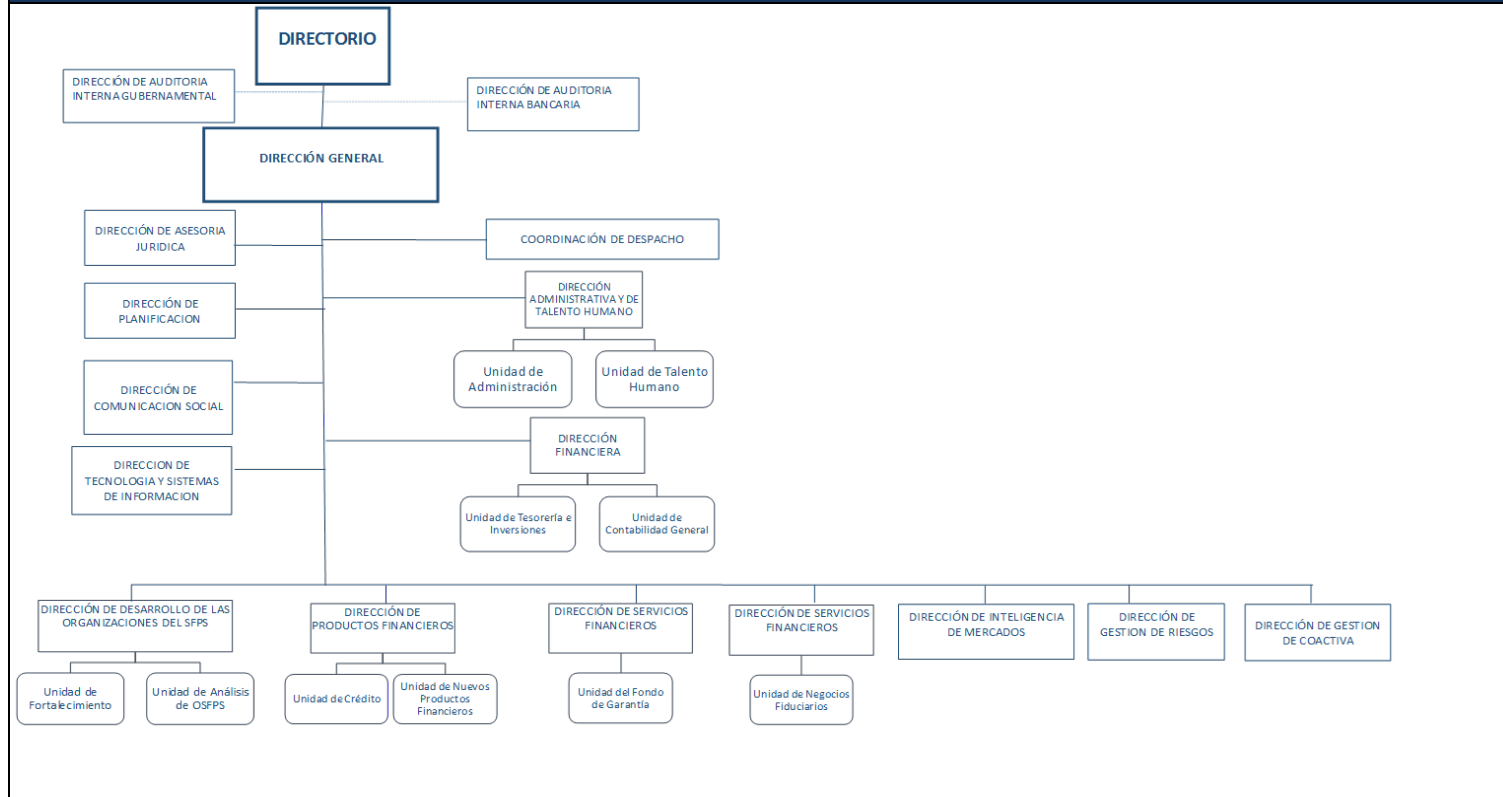 DIRECTORIO
DIRECCIÓN DE AUDITORIA
INTERNA GUBERNAMENTAL
DIRECCIÓN DE AUDITORIA
INTERNA BANCARIA
DIRECCIÓN GENERAL
DIRECCIÓN DE ASESORIA
JURIDICA
COORDINACIÓN DE DESPACHO
DIRECCIÓN DE
PLANIFICACION
DIRECCIÓN
ADMINISTRATIVA Y DE
TALENTO HUMANO
Unidad de
Administración
Unidad de Talento
Humano
DIRECCIÓN DE
COMUNICACION SOCIAL
DIRECCIÓN
FINANCIERA
DIRECCION DE
TECNOLOGIA Y SISTEMAS
DE INFORMACION
Unidad de Tesorería e
Inversiones
Unidad de
Contabilidad General
DIRECCIÓN DE DESARROLLO DE LAS
ORGANIZACIONES DEL SFPS
DIRECCIÓN DE
PRODUCTOS FINANCIEROS
DIRECCIÓN DE SERVICIOS
FINANCIEROS
DIRECCIÓN DE SERVICIOS
FINANCIEROS
DIRECCIÓN DE INTELIGENCIA
DE MERCADOS
DIRECCIÓN DE
GESTION DE RIESGOS
DIRECCIÓN DE GESTION
DE COACTIVA
Unidad de
Fortalecimiento
Unidad de Análisis
de OSFPS
Unidad de Crédito
Unidad de Nuevos
Productos
Financieros
Unidad del Fondo
de Garantía
Unidad de Negocios
Fiduciarios